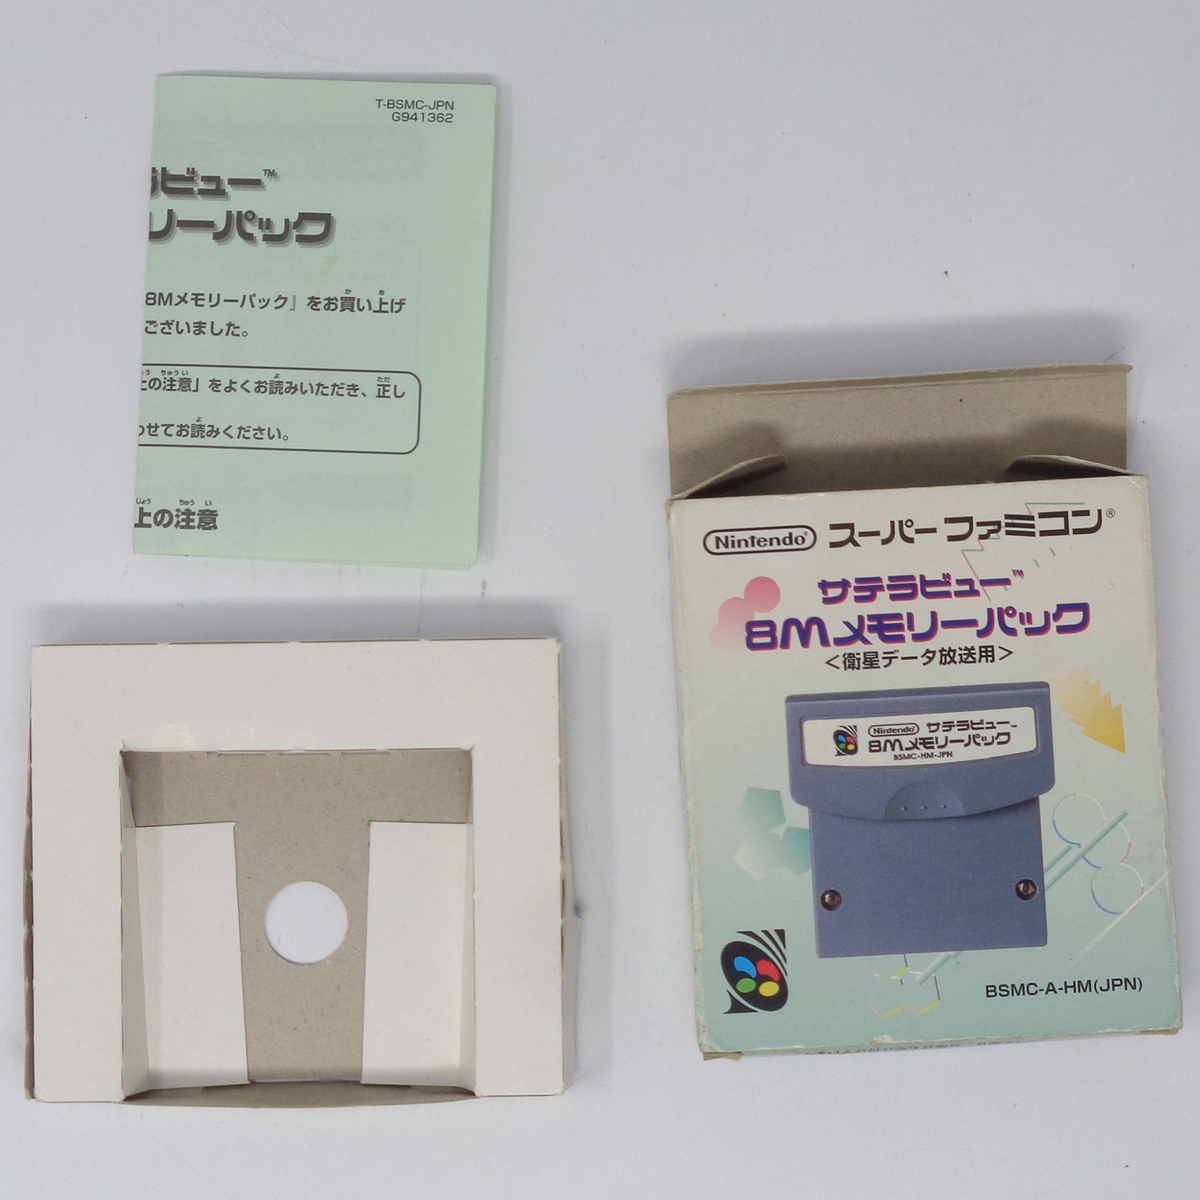 T-BSMC-JPN
G941362
ラビュー™
リーパック
8Mメモリーパック』をお買い上げ
ございました。
上の注意」をよくお読みいただき、正し
わせてお読みください。
上の注意
Nintendo® スーパーファミコン®
サテラビュー™
8Mメモリーパック
<衛星データ放送用>
Nintendo サテラビュー™
8Mメモリーパック
BSMC-HM-JPN
BSMC-A-HM(JPN)